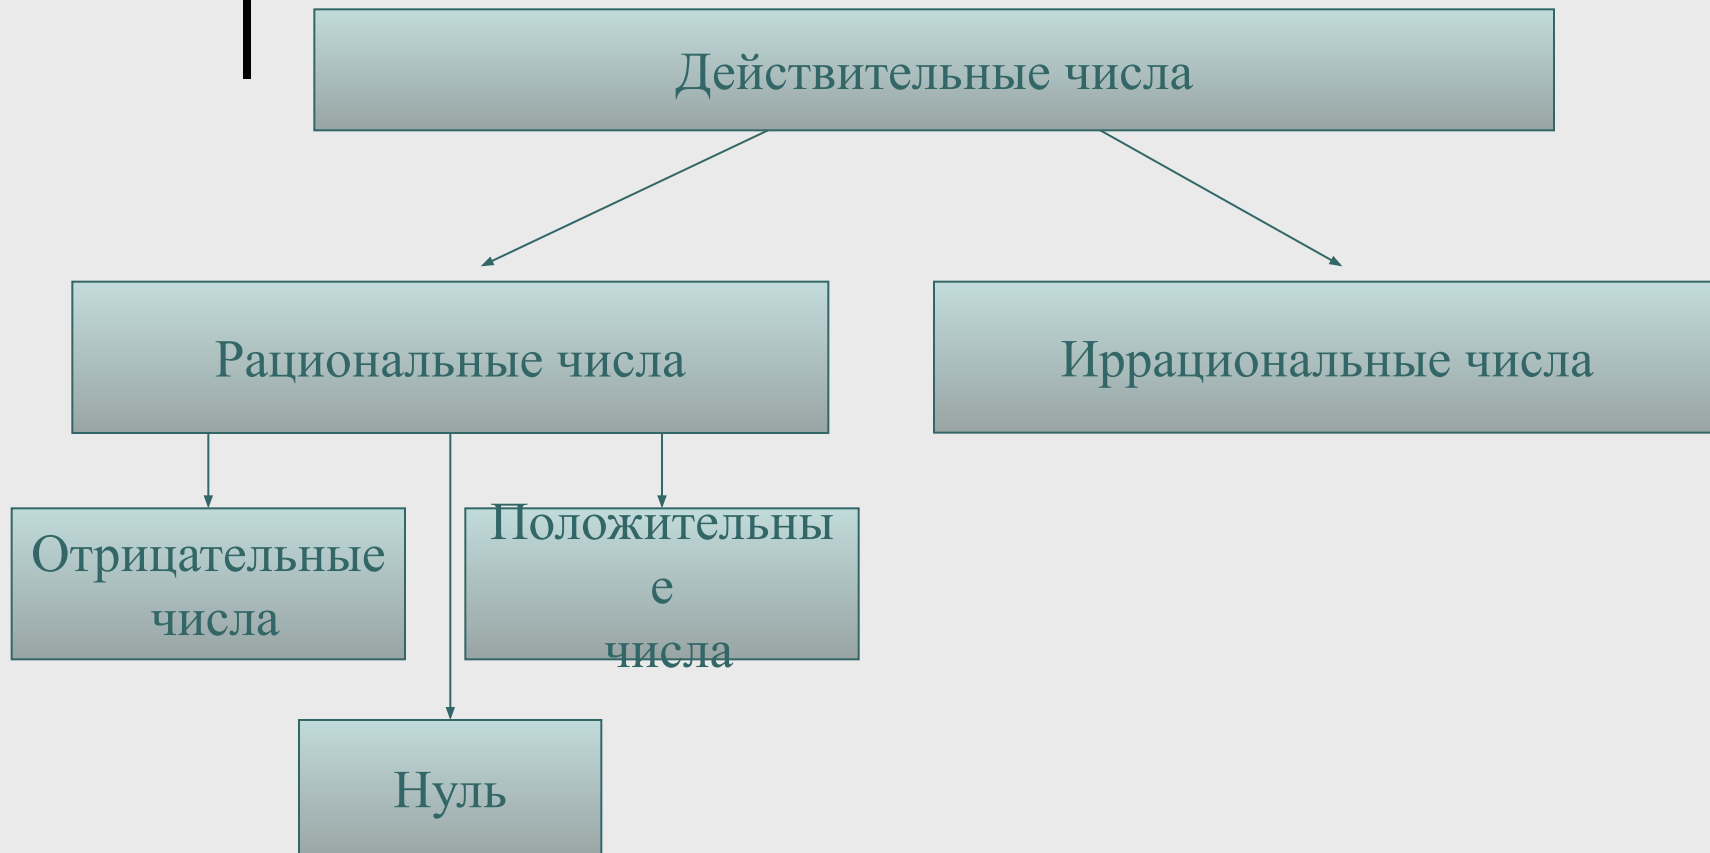 Действительные числа
Рациональные числа
Иррациональные числа
Отрицательные
числа
Положительны
е
числа
Нуль